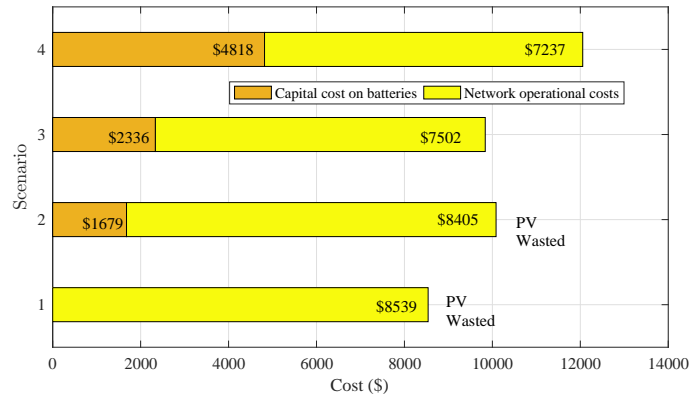 4
$4818
$7237
Capital cost on batteries
Network operational costs
3
$2336
$7502
Scenario
2
$1679
$8405
PV
Wasted
1
$8539
PV
Wasted
0
2000
4000
6000
8000
10000
12000
14000
Cost ($)